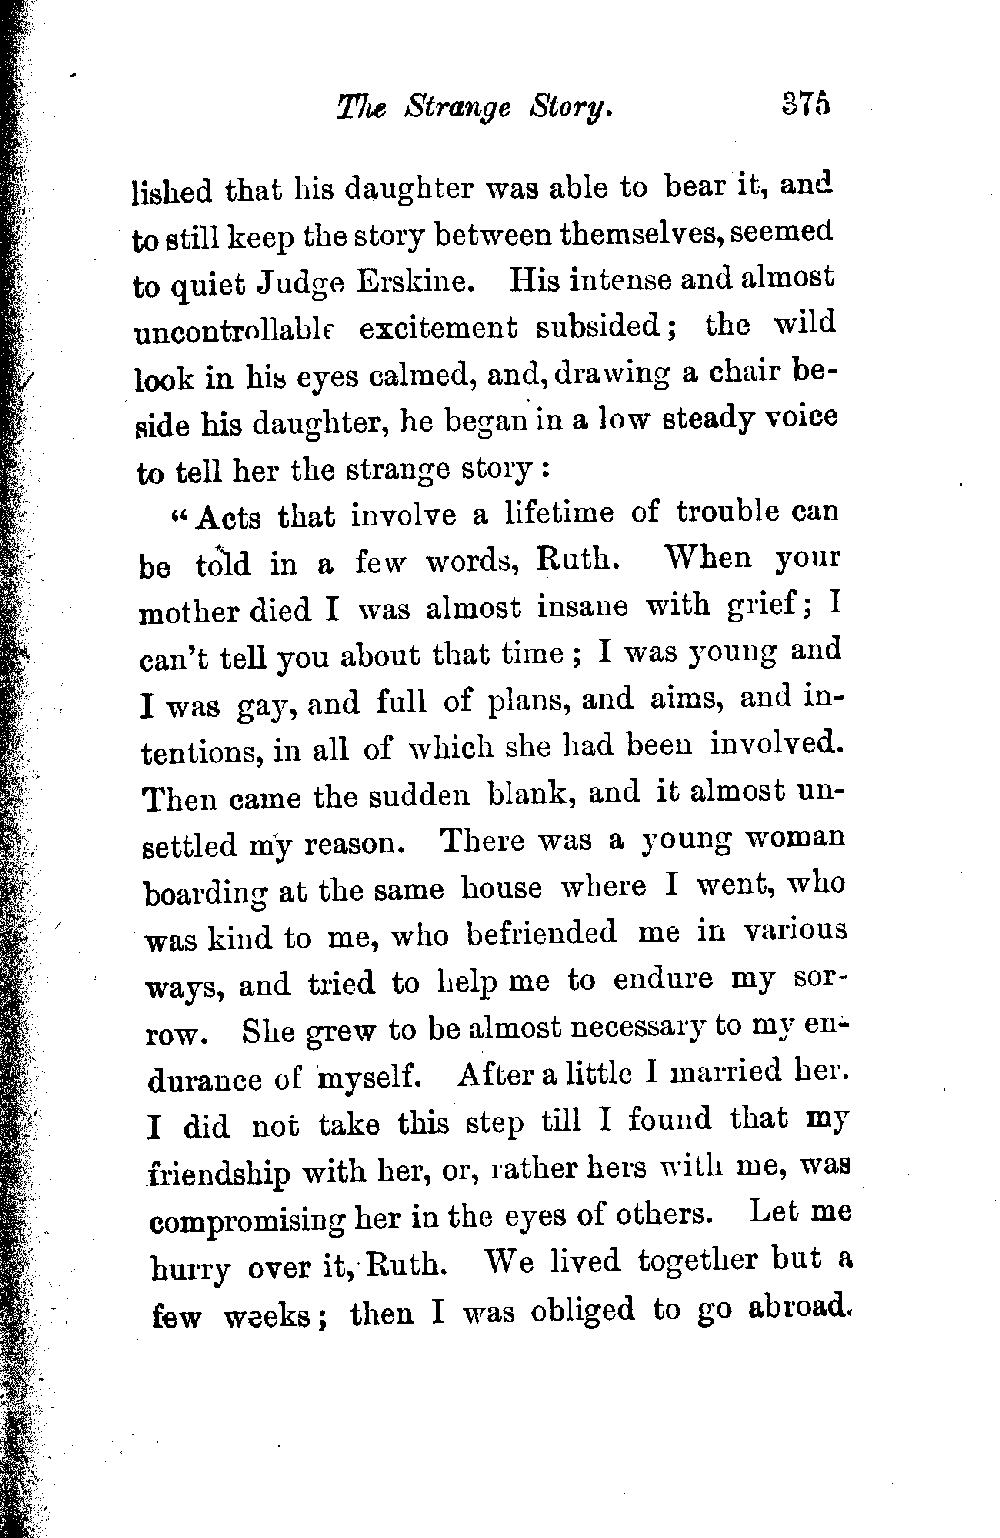 The Strange Story. 375
lished that his daughter was able to bear it, and
to still keep the story between themselves, seemed
to quiet Judge Erskine. His intense and almost
uncontrollable excitement subsided; the wild
look in his eyes calmed, and, drawing a chair be-
side his daughter, he began in a low steady voice
to tell her the strange story:
“Acts that involve a lifetime of trouble can
be told in a few words, Ruth. When your
mother died I was almost insane with grief; I
can't tell you about that time; I was young and
I was gay, and full of plans, and aims, and in-
tentions, in all of which she had been involved.
Then came the sudden blank, and it almost un-
settled my reason. There was a young woman
boarding at the same house where I went, who
was kind to me, who befriended me in various
ways, and tried to help me to endure my sor-
row. She grew to be almost necessary to my en-
durance of myself. After a little I married her.
I did not take this step till I found that my
friendship with her, or, rather hers with me, was
compromising her in the eyes of others. Let me
hurry over it, Ruth. We lived together but a
few weeks; then I was obliged to go abroad.